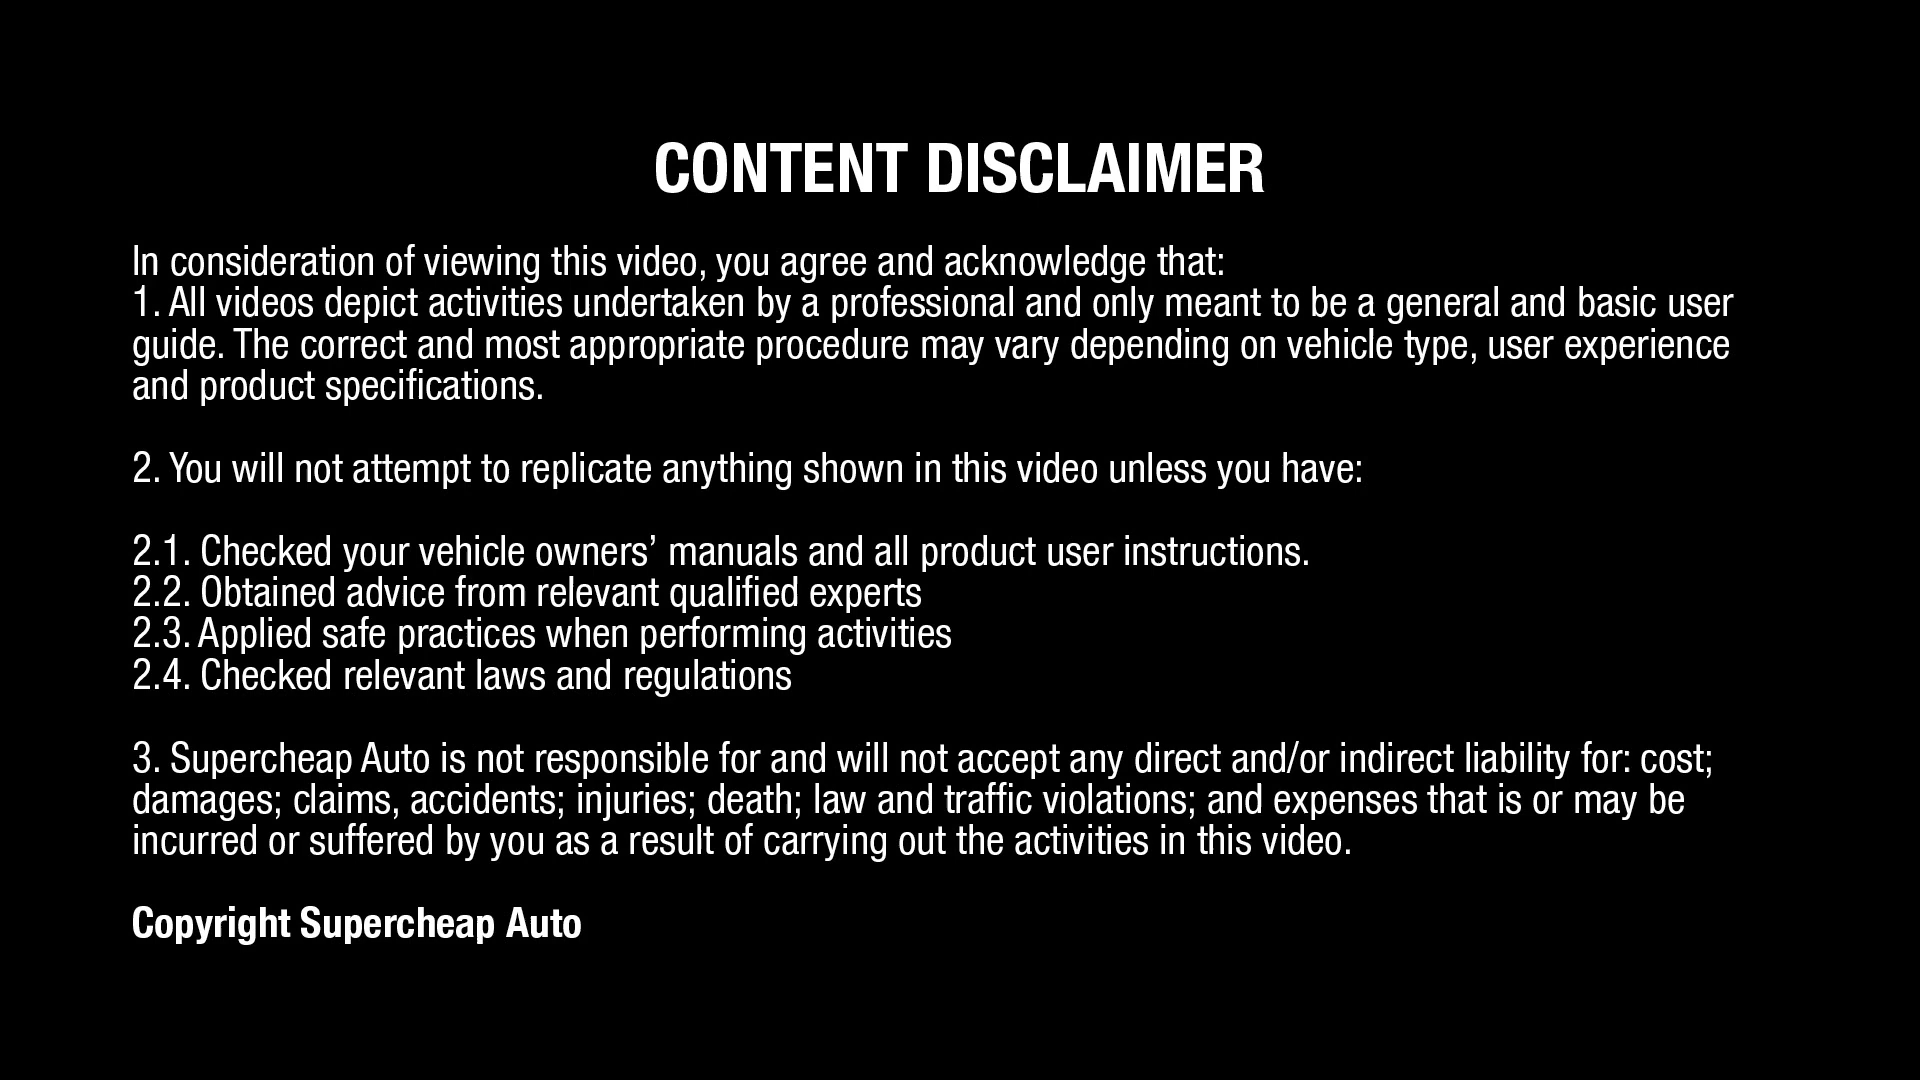 CONTENT DISCLAIMER
In consideration of viewing this video, you agree and acknowledge that:
1. All videos depict activities undertaken by a professional and only meant to be a general and basic user
guide. The correct and most appropriate procedure may vary depending on vehicle type, user experience
and product specifications.
2. You will not attempt to replicate anything shown in this video unless you have:
2.1. Checked your vehicle owners’ manuals and all product user instructions.
2.2. Obtained advice from relevant qualified experts
2.3. Applied safe practices when performing activities
2.4. Checked relevant laws and regulations
3. Supercheap Auto is not responsible for and will not accept any direct and/or indirect liability for: cost;
damages; claims, accidents; injuries; death; law and traffic violations; and expenses that is or may be
incurred or suffered by you as a result of carrying out the activities in this video.
Copyright Supercheap Auto